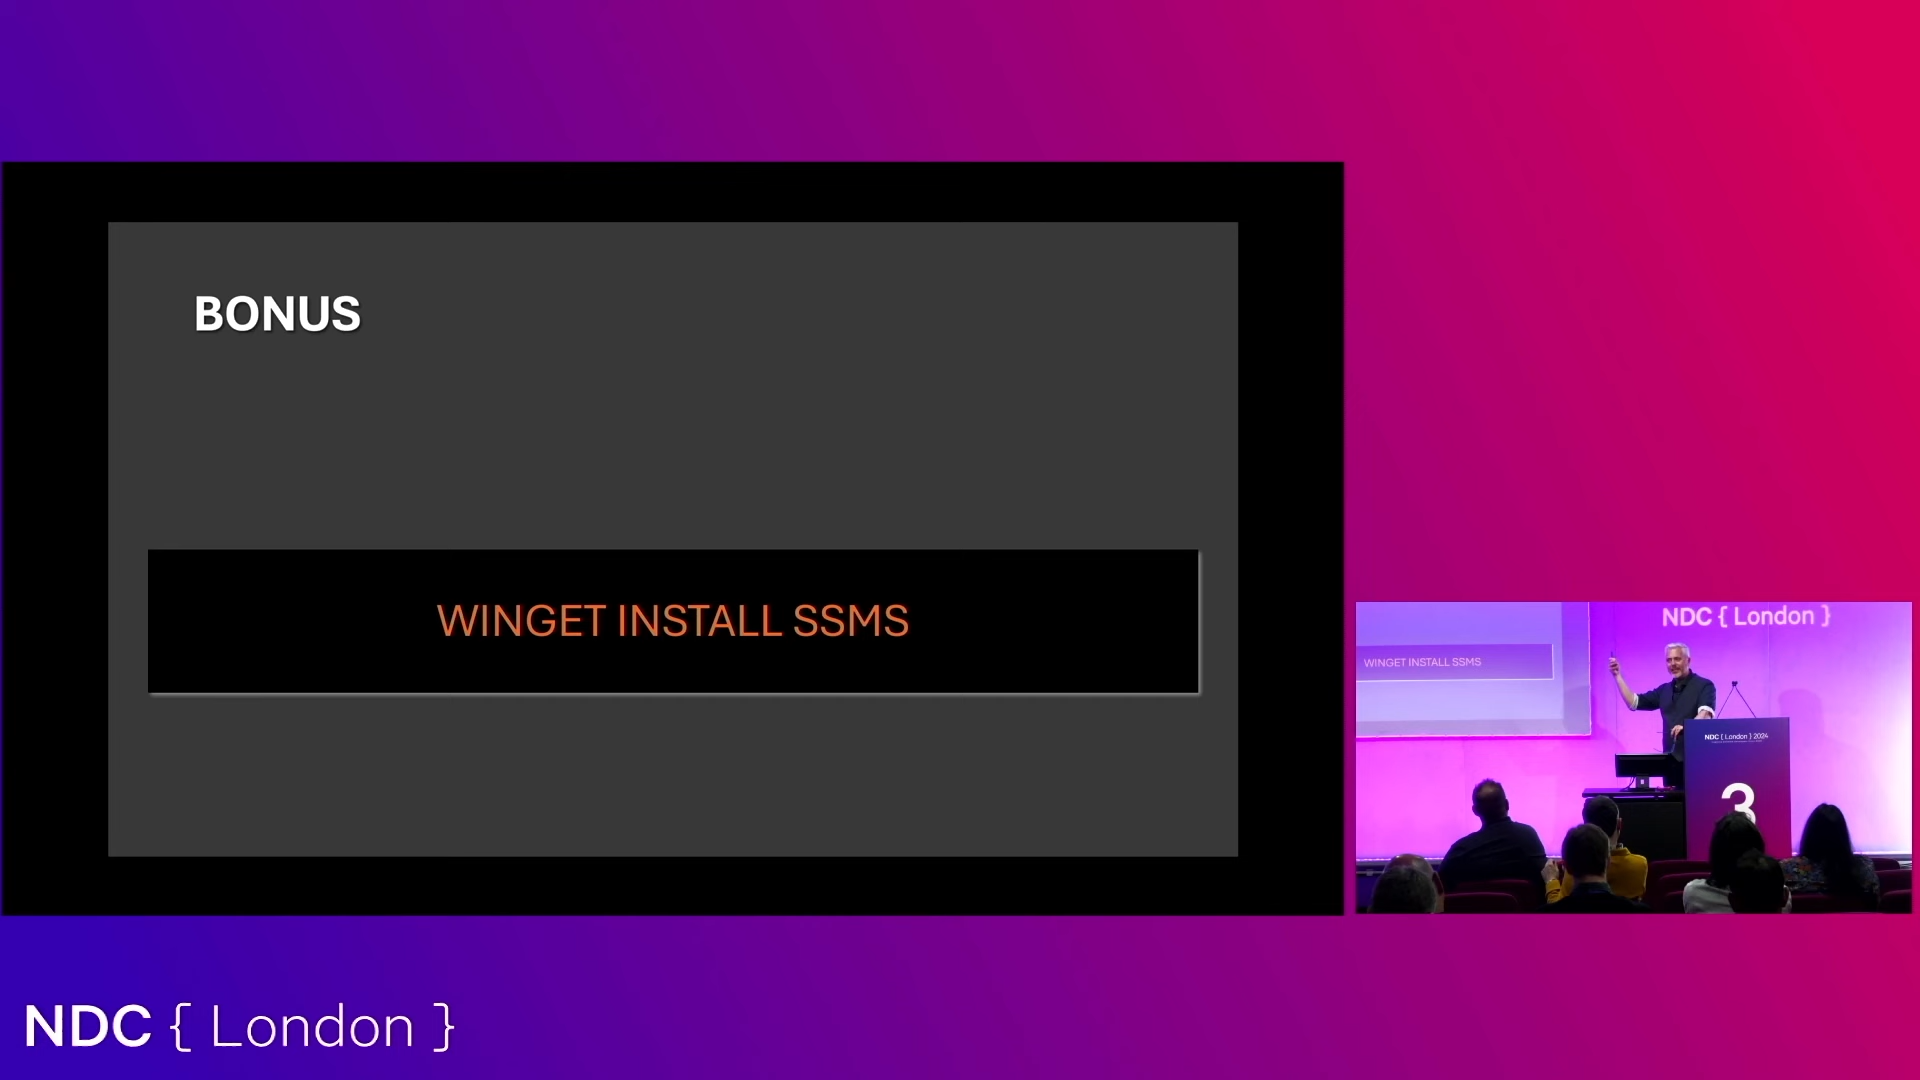 BONUS
WINGET INSTALL SSMS
NDC { London }
WINGET INSTALL SSMS
NDC { London } 2024
3
NDC { London }